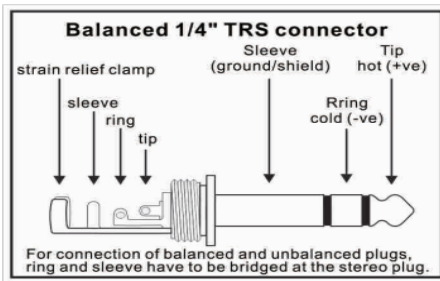 Balanced 1/4" TRS connector
strain relief clamp
sleeve
ring
tip
Sleeve
(ground/shield)
Rring
cold (-ve)
Tip
hot (+ve)
For connection of balanced and unbalanced plugs,
ring and sleeve have to be bridged at the stereo plug.